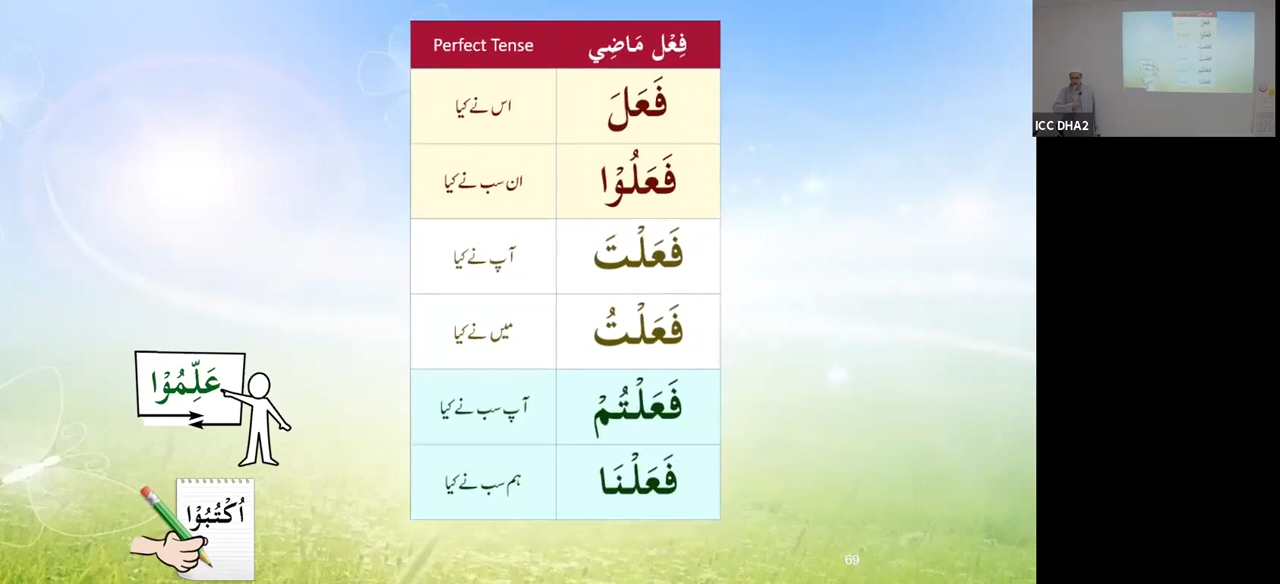 فِعْل مَاضِي Perfect Tense
فَعَلَ اس نے کیا
فَعَلُوْا ان سب نے کیا
فَعَلْتَ آپ نے کیا
فَعَلْتُ میں نے کیا
فَعَلْتُمْ آپ سب نے کیا
فَعَلْنَا ہم سب نے کیا
عَلِّمُوْا
اُكْتُبُوْا
69
ICC DHA2